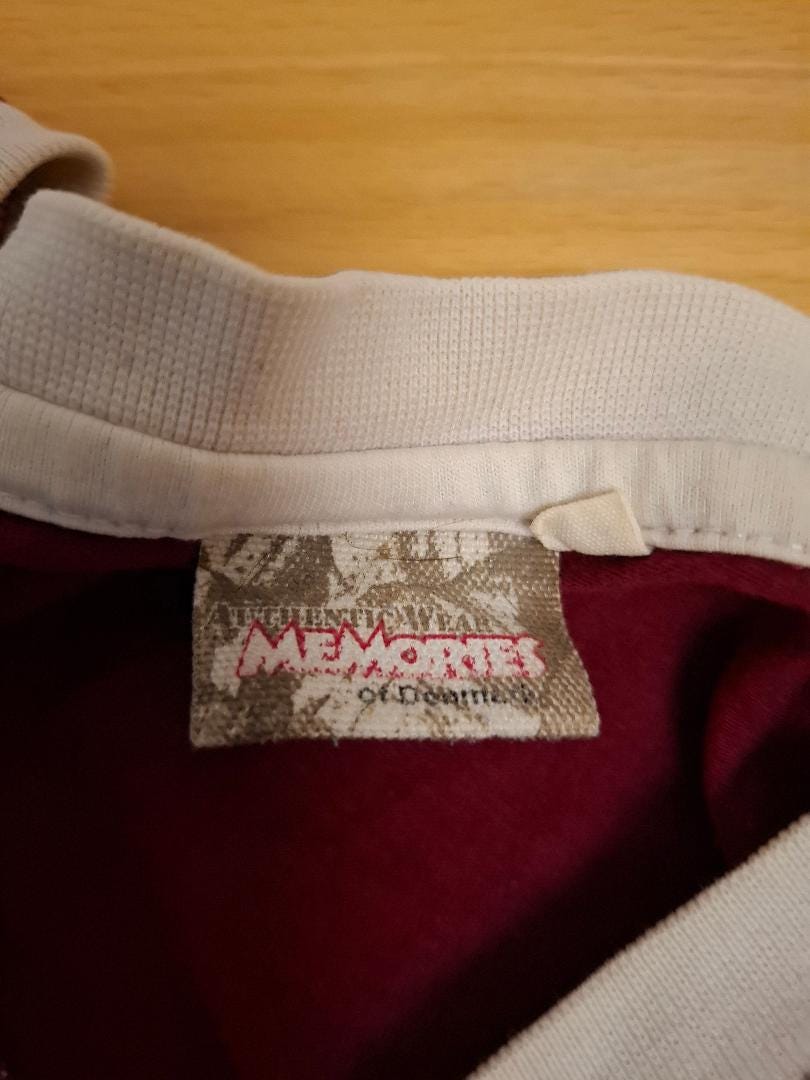 AUTHENTIC WEAR
MEMORIES
of Denmark